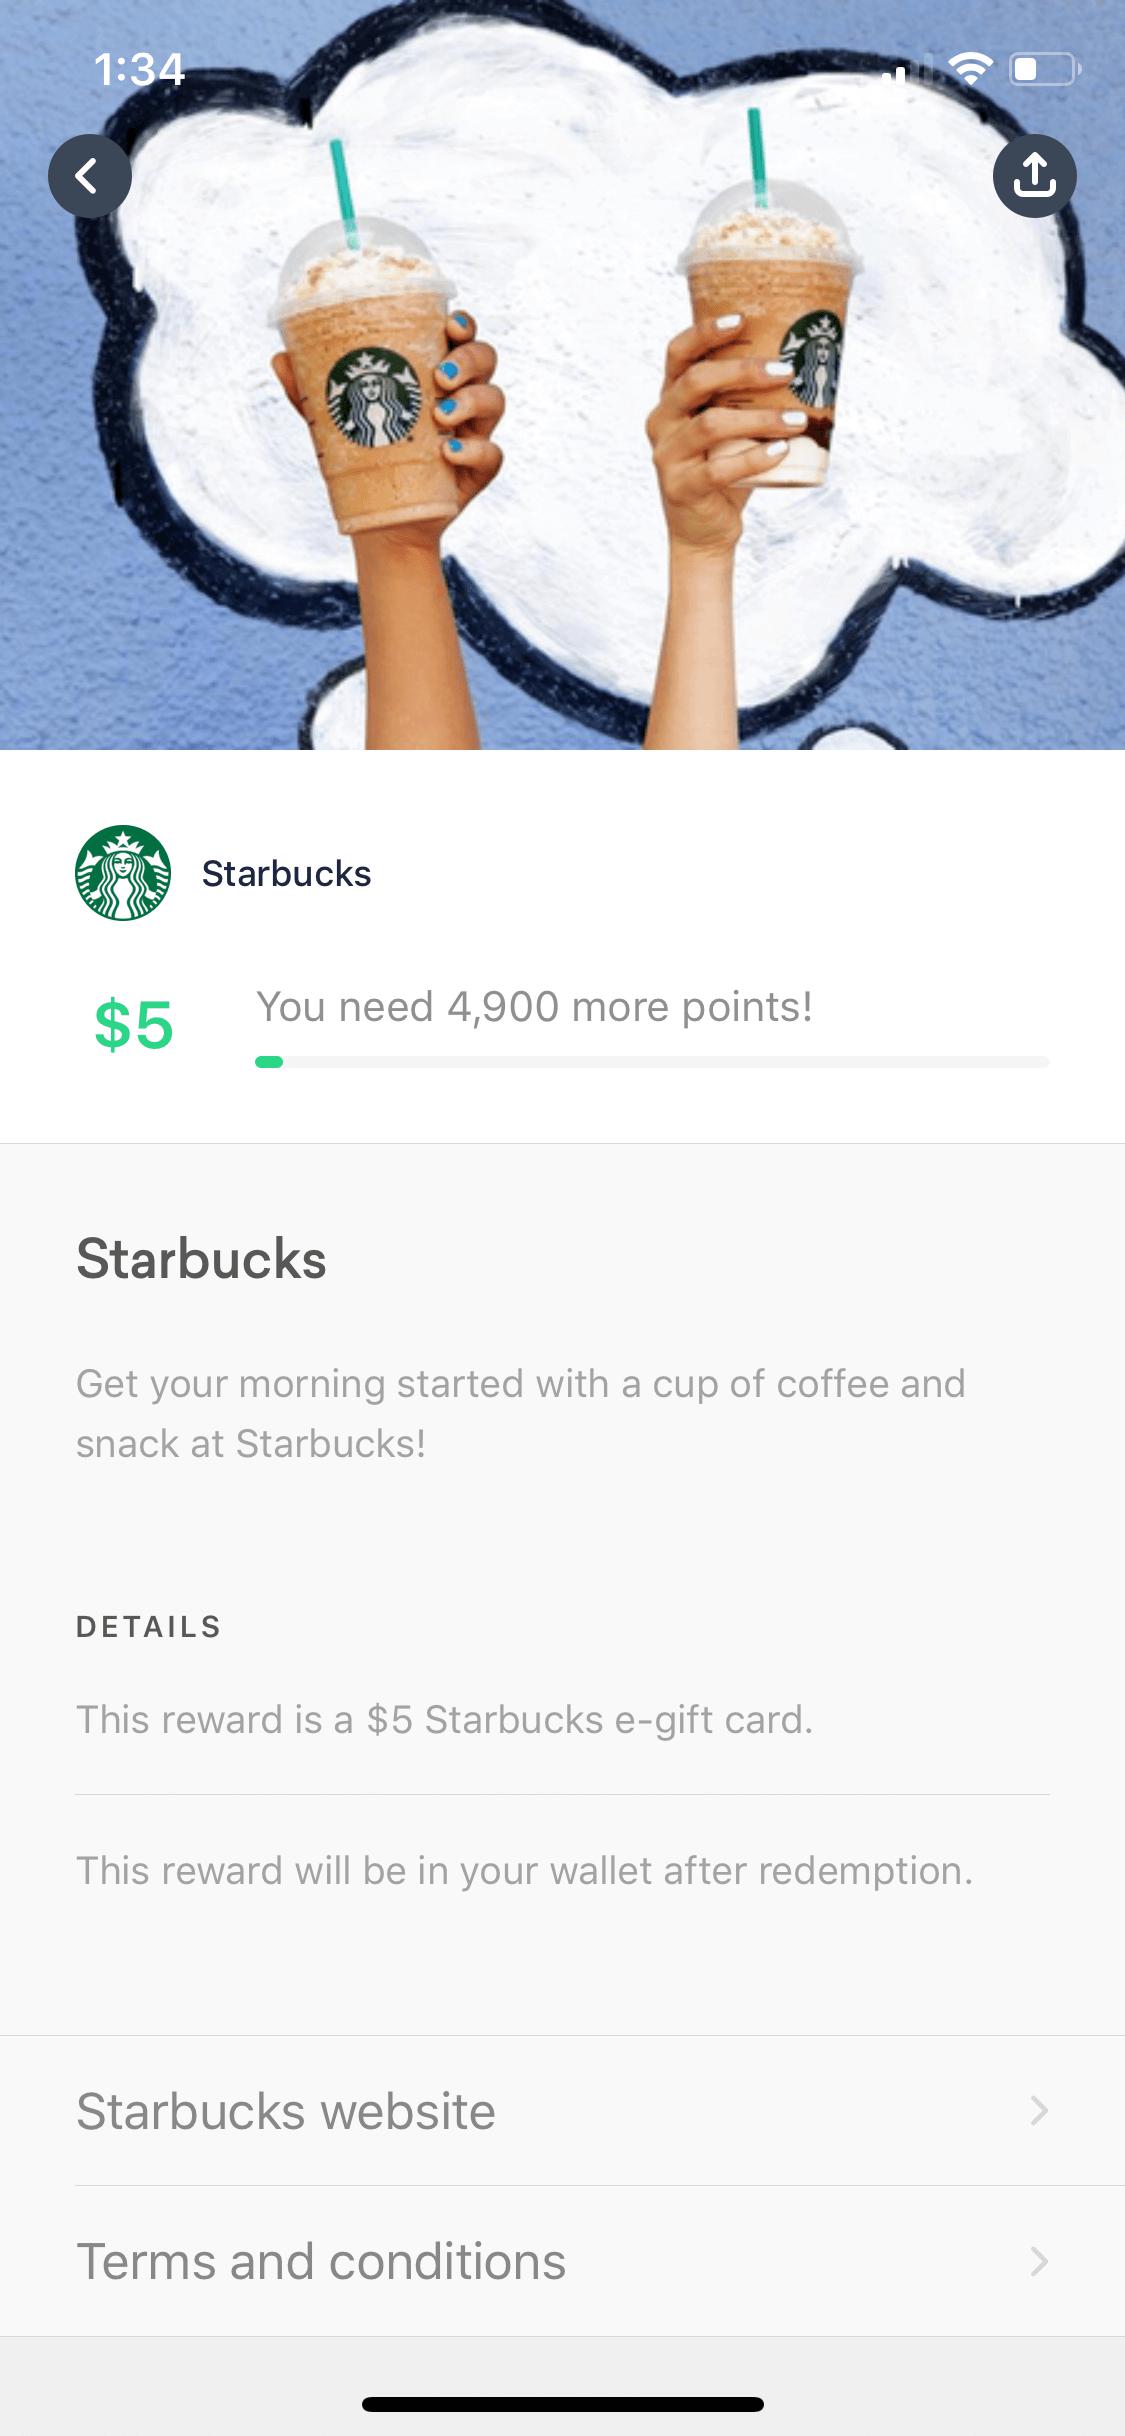 1:34
Starbucks
$5
You need 4,900 more points!
Starbucks
Get your morning started with a cup of coffee and
snack at Starbucks!
DETAILS
This reward is a $5 Starbucks e-gift card.
This reward will be in your wallet after redemption.
Starbucks website
Terms and conditions